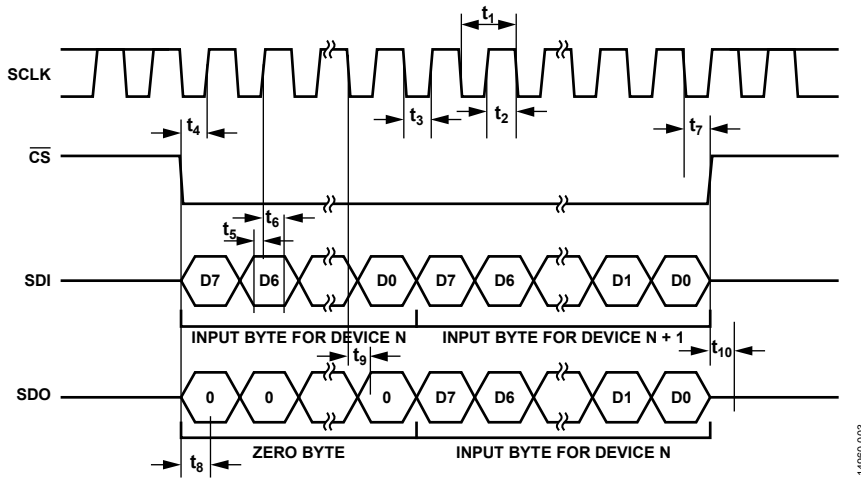 t1
SCLK
t4
t3
t2
t7
CS
t6
t5
SDI
D7
D6
D0
D7
D6
D1
D0
INPUT BYTE FOR DEVICE N
INPUT BYTE FOR DEVICE N + 1
t9
t10
SDO
0
0
0
D7
D6
D1
D0
ZERO BYTE
INPUT BYTE FOR DEVICE N
t8
14960-003